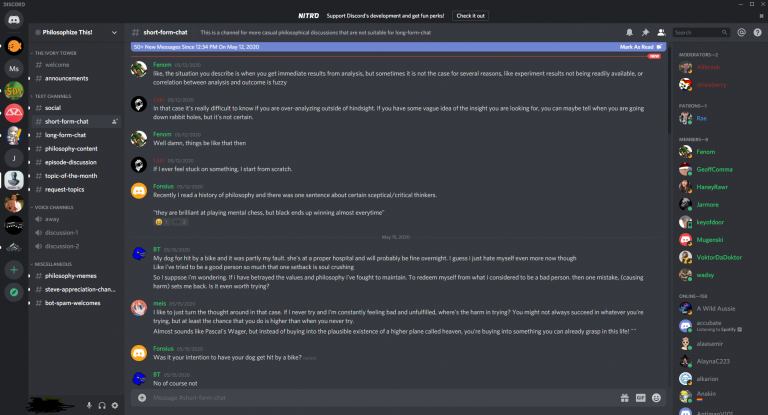 DISCORD
NITRO Support Discord's development and get fun perks! Check it out
Philosophize This!
THE IVORY TOWER
welcome
announcements
TEXT CHANNELS
social
short-form-chat
long-form-chat
philosophy-content
episode-discussion
topic-of-the-month
request-topics
VOICE CHANNELS
away
discussion-1
discussion-2
MISCELLANEOUS
philosophy-memes
steve-appreciation-chan...
bot-spam-welcomes
Ms
J
# short-form-chat This is a channel for more casual philosophical discussions that are not suitable for long-form-chat
50+ New Messages Since 12:34 PM On May 12, 2020 Mark As Read
NEW
Fenom 05/12/2020
like, the situation you describe is when you get immediate results from analysis, but sometimes it is not the case for several reasons, like experiment results not being readily available, or
correlation between analysis and outcome is fuzzy
05/12/2020
In that case it's really difficult to know if you are over-analyzing outside of hindsight. If you have some vague idea of the insight you are looking for, you can maybe tell when you are going
down rabbit holes, but it's not certain.
Fenom 05/12/2020
Well damn, things be like that then
05/12/2020
If I ever feel stuck on something, I start from scratch.
Fonsius 05/12/2020
Recently I read a history of philosophy and there was one sentence about certain sceptical/critical thinkers.
"they are brilliant at playing mental chess, but black ends up winning almost everytime"
May 15, 2020
BT 05/15/2020
My dog for hit by a bike and it was partly my fault. she's at a proper hospital and will probably be fine overnight. I guess i just hate myself even more now though
Like I've tried to be a good person so much that one setback is soul crushing
So I suppose I'm wondering. If I have betrayed the values and philosophy I've fought to maintain. To redeem myself from what i considered to be a bad person. then one mistake, (causing
harm) sets me back. Is it even worth trying?
meis 05/15/2020
I like to just turn the thought around in that case. If I never try and I'm constantly feeling bad and unfulfilled, where's the harm in trying? You might not always succeed in whatever you're
trying, but at least the chance that you do is higher than when you never try.
Almost sounds like Pascal's Wager, but instead of buying into the plausible existence of a higher plane called heaven, you're buying into something you can already grasp in this life! ^^
Fonsius 05/15/2020
Was it your intention to have your dog get hit by a bike? (edited)
BT 05/15/2020
No of course not
Message #short-form-chat
GIF
Search
MODERATORS—2
strawberry
PATRONS—1
Rae
MEMBERS—8
Fenom
GeoffComma
HaneyRawr
Jarmore
keyofdoor
Mugenski
VoktorDaDoktor
waday
A Wild Aussie
accubate
Listening to Spotify
alaasamir
AlaynaC223
alkarion
Anakin